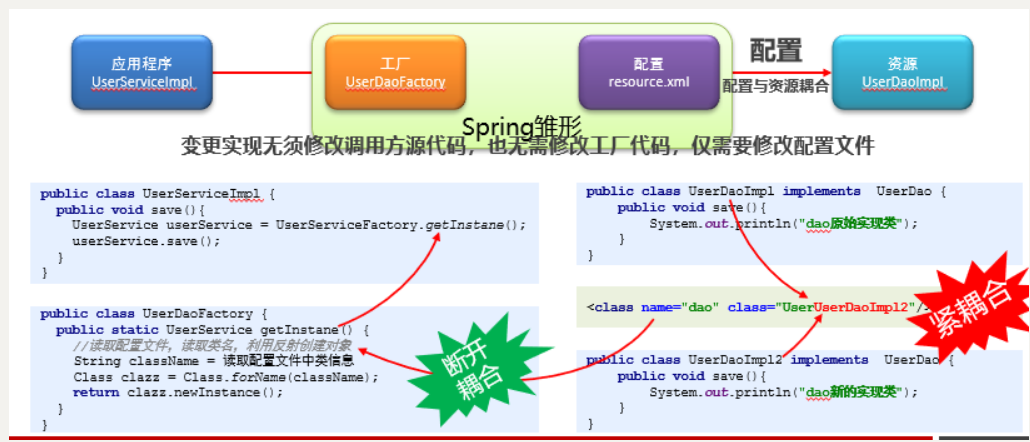 应用程序
UserServiceImpl
工厂
UserDaoFactory
配置
resource.xml
配置
配置与资源耦合
资源
UserDaoImpl
Spring雏形
变更实现无须修改调用方源代码，也无需修改工厂代码，仅需要修改配置文件
public class UserServiceImpl {
public void save(){
UserService userService = UserServiceFactory.getInstane();
userService.save();
}
}
public class UserDaoFactory {
public static UserService getInstane() {
//读取配置文件，读取类名，利用反射创建对象
String className = 读取配置文件中类信息
Class clazz = Class.forName(className);
return clazz.newInstance();
}
}
断开
耦合
public class UserDaoImpl implements UserDao {
public void save(){
System.out.println("dao原始实现类");
}
}
<class name="dao" class="UserUserDaoImpl2"/>
紧耦合
public class UserDaoImpl2 implements UserDao {
public void save(){
System.out.println("dao新的实现类");
}
}